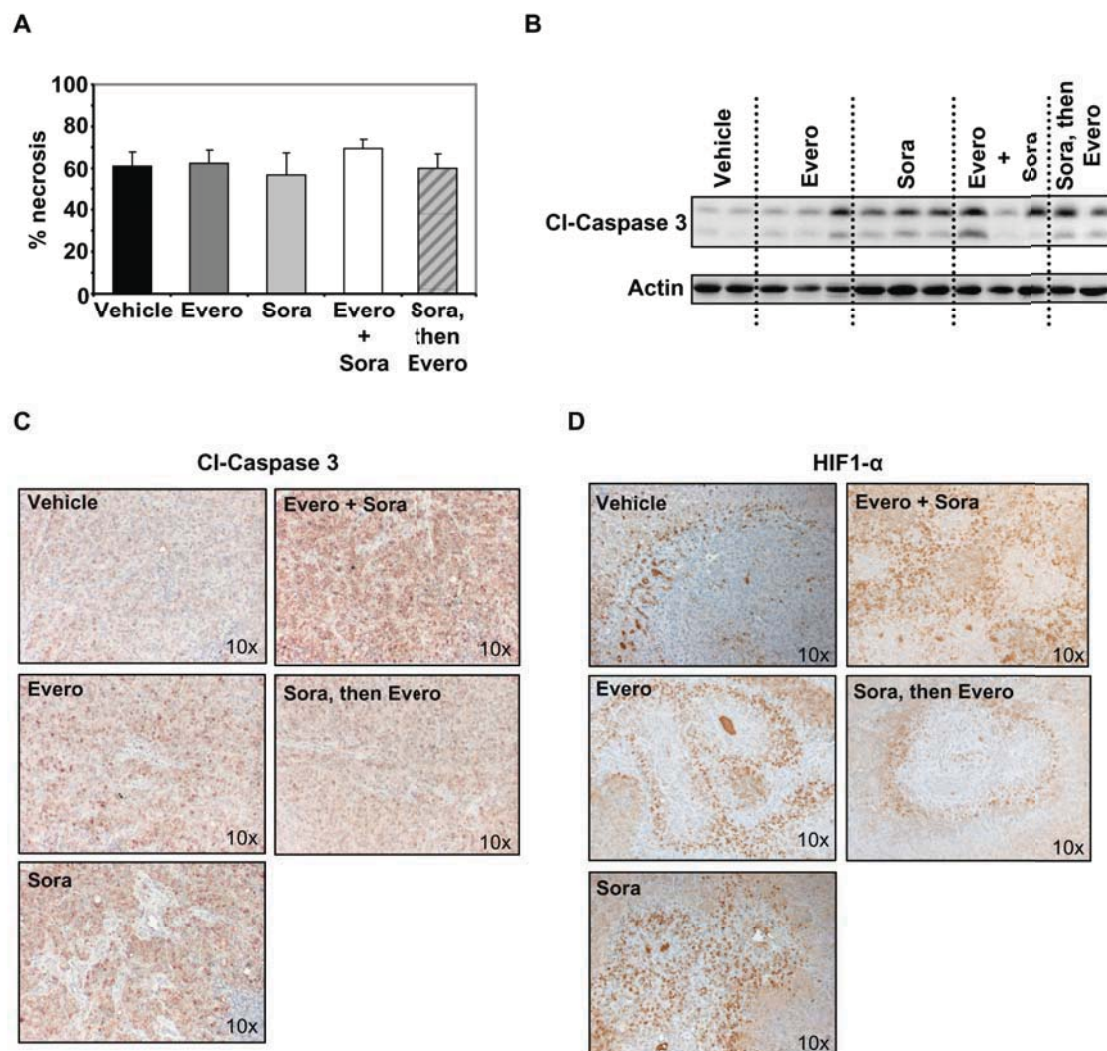 A
100
80
60
40
20
0
% necrosis
Vehicle
Evero
Sora
Evero
+
Sora
Sora,
then
Evero
B
Vehicle
Evero
Sora
Evero
+
Sora
Sora, then
Evero
Cl-Caspase 3
Actin
C
Cl-Caspase 3
Vehicle
10x
Evero + Sora
10x
Evero
10x
Sora, then Evero
10x
Sora
10x
D
HIF1-α
Vehicle
10x
Evero + Sora
10x
Evero
10x
Sora, then Evero
10x
Sora
10x